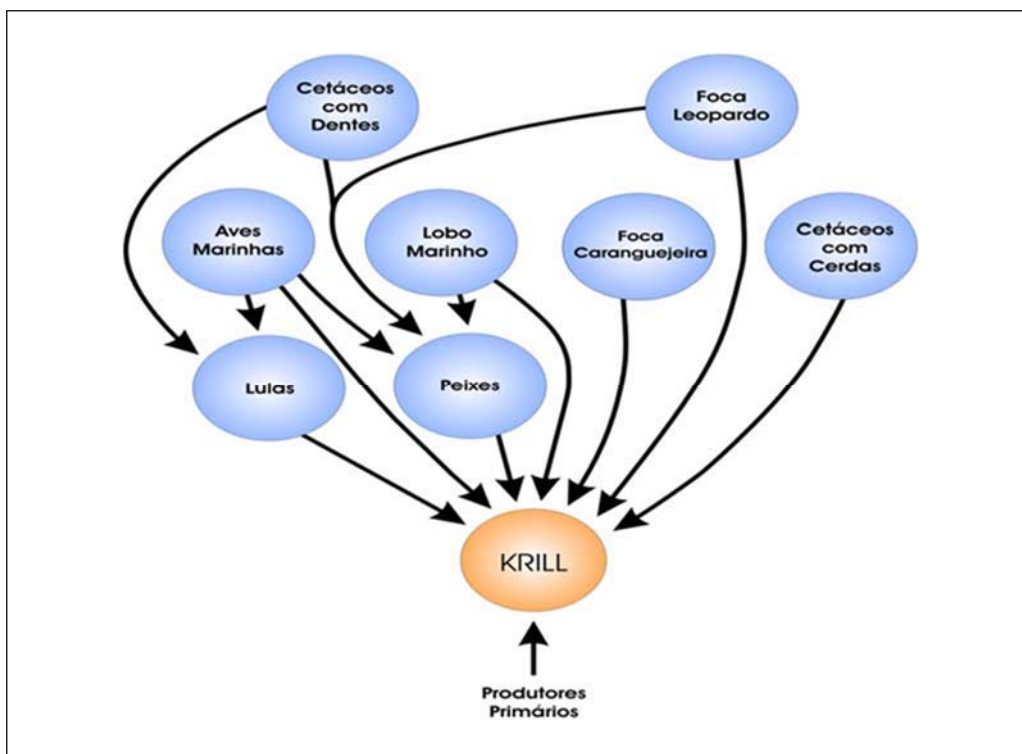 Cetáceos
com
Dentes
Foca
Leopardo
Aves
Marinhas
Lobo
Marinho
Foca
Caranguejeira
Cetáceos
com
Cerdas
Lulas
Peixes
KRILL
Produtores
Primários